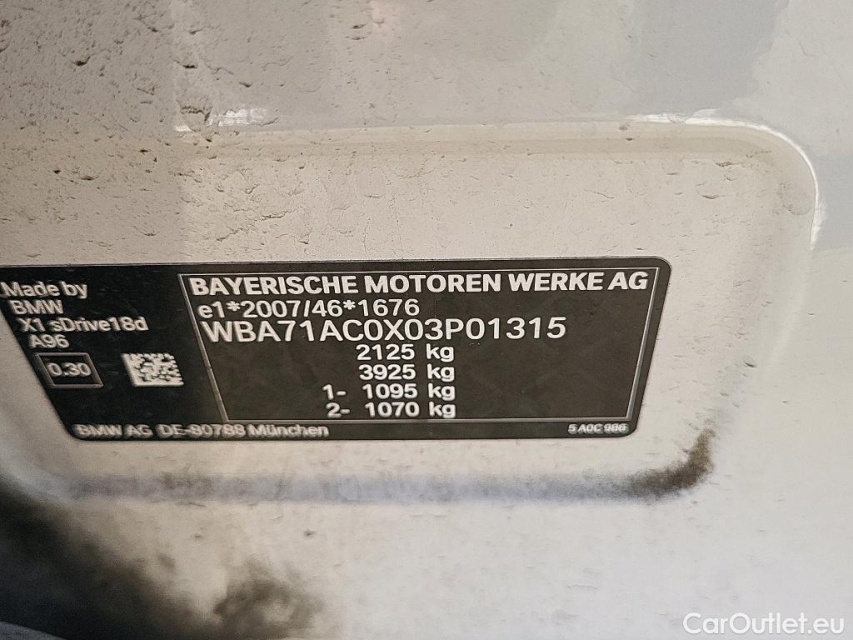 Made by
BMW
X1 sDrive18d
A96
0.30
BAYERISCHE MOTOREN WERKE AG
e1*2007/46*1676
WBA71AC0X03P01315
2125 kg
3925 kg
1- 1095 kg
2- 1070 kg
BMW AG DE-80788 München
5 A0C 986
CarOutlet.eu